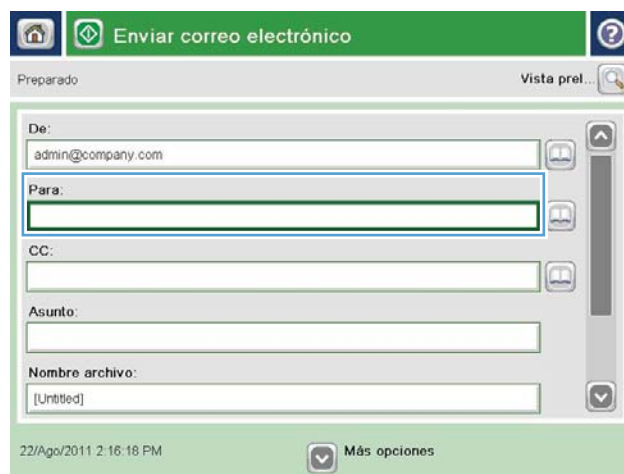 Enviar correo electrónico
Preparado
Vista prel...
De:
admin@company.com
Para:
CC:
Asunto:
Nombre archivo:
[Untitled]
22/Ago/2011 2:16:18 PM
Más opciones